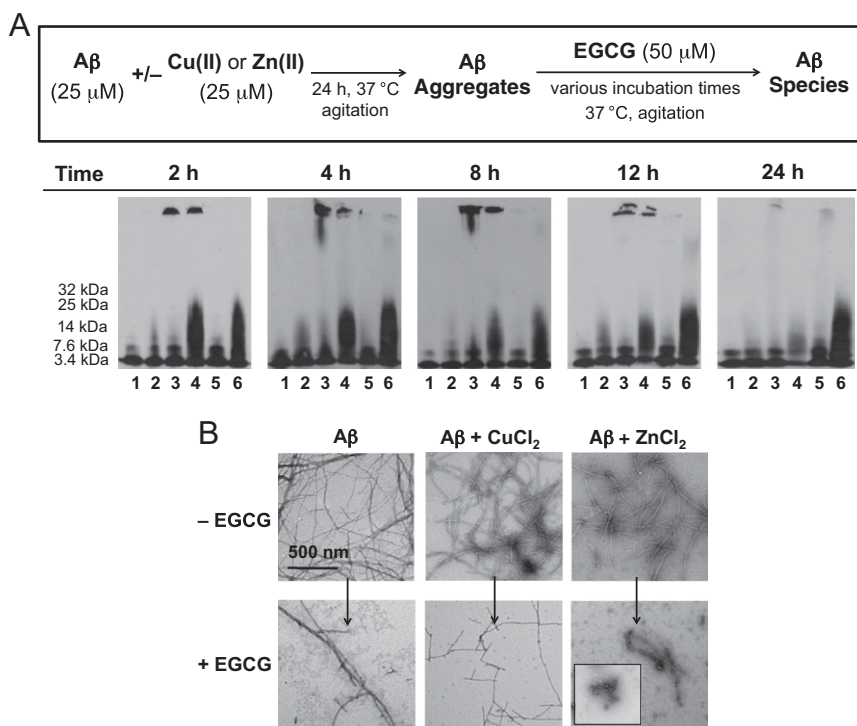 A
Aβ
(25 μM)
+/–
Cu(II) or Zn(II)
(25 μM)
24 h, 37 °C
agitation
Aβ
Aggregates
EGCG (50 μM)
various incubation times
37 °C, agitation
Aβ
Species
Time 2 h 4 h 8 h 12 h 24 h
32 kDa
25 kDa
14 kDa
7.6 kDa
3.4 kDa
1 2 3 4 5 6 1 2 3 4 5 6 1 2 3 4 5 6 1 2 3 4 5 6 1 2 3 4 5 6
B
Aβ Aβ + CuCl₂ Aβ + ZnCl₂
– EGCG
500 nm
+ EGCG